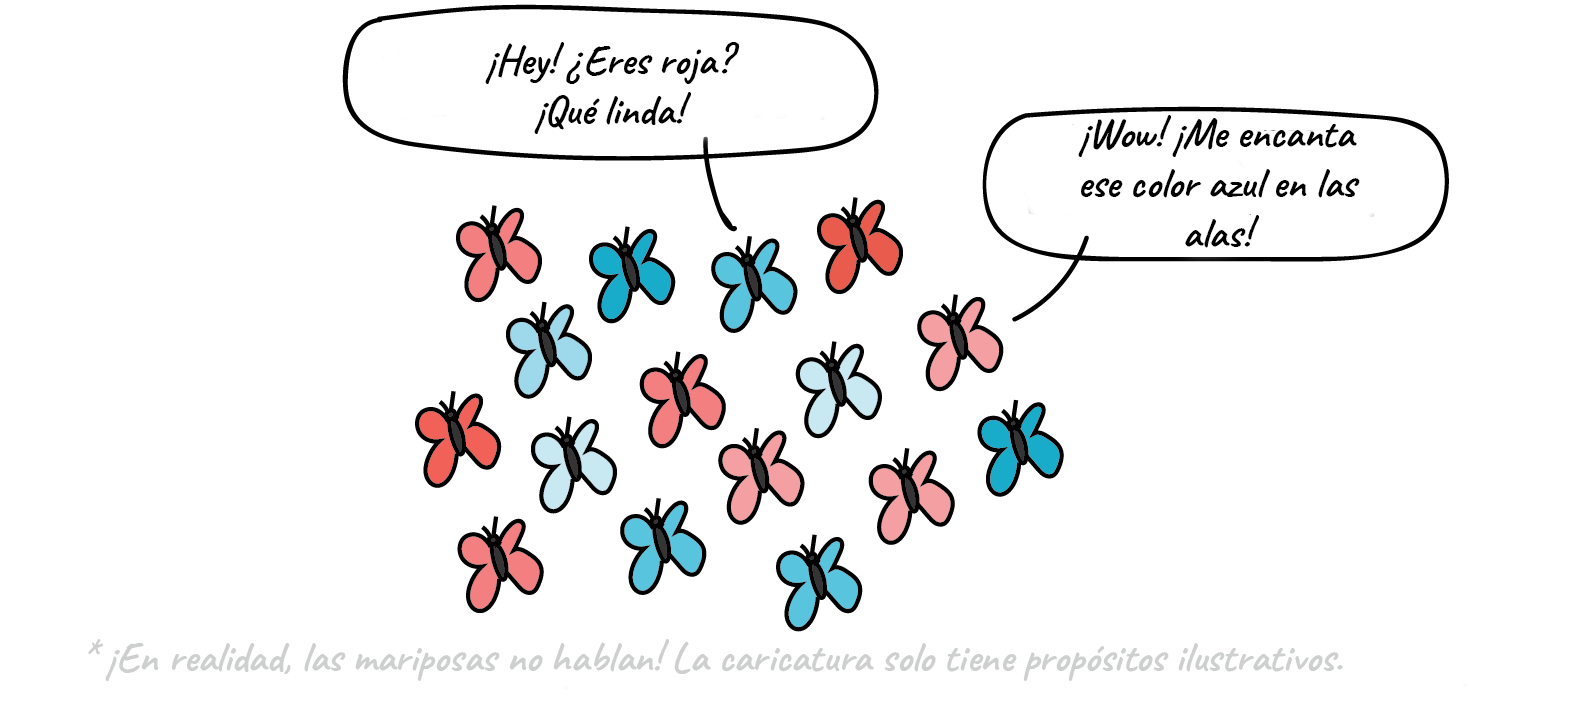 ¡Hey! ¿Eres roja?
¡Qué linda!
¡Wow! ¡Me encanta
ese color azul en las
alas!
* ¡En realidad, las mariposas no hablan! La caricatura solo tiene propósitos ilustrativos.